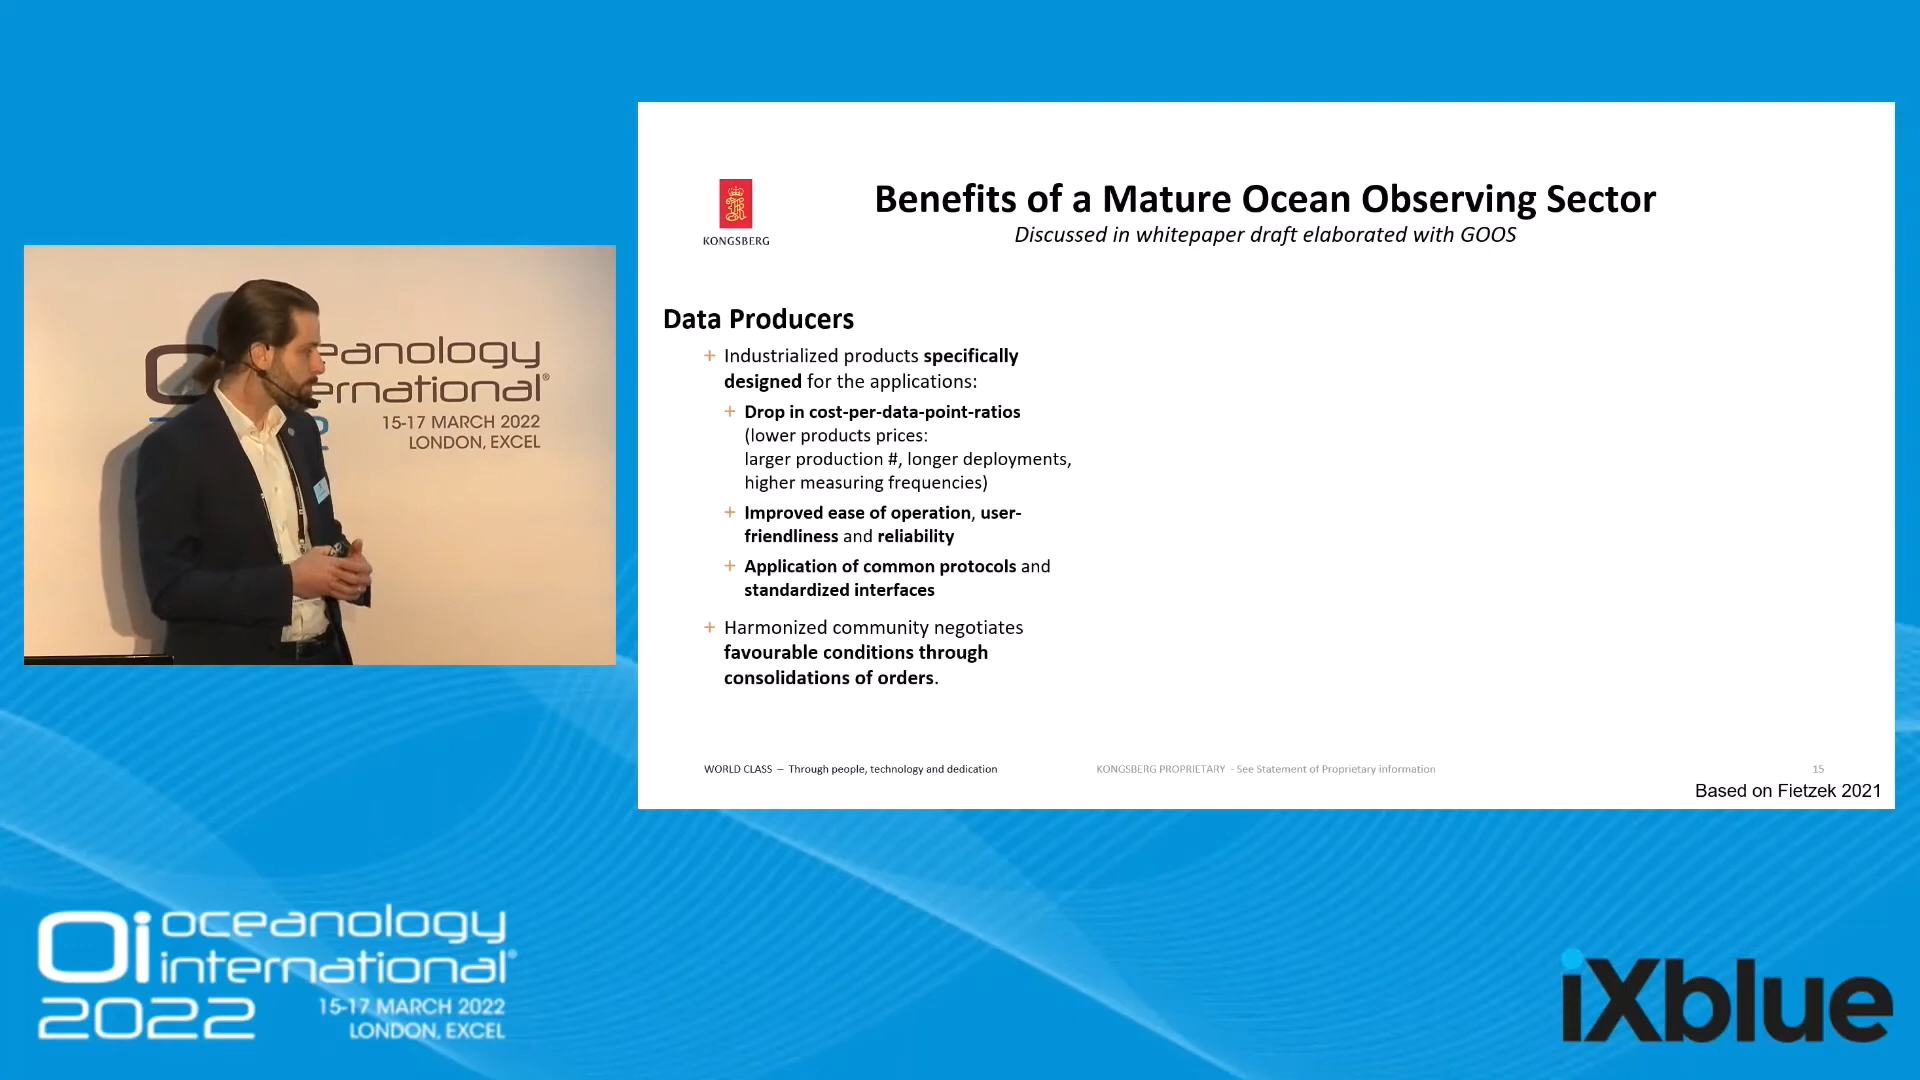 eanology
ernational®
15-17 MARCH 2022
LONDON, EXCEL
KONGSBERG
Benefits of a Mature Ocean Observing Sector
Discussed in whitepaper draft elaborated with GOOS
Data Producers
+ Industrialized products specifically
designed for the applications:
+ Drop in cost-per-data-point-ratios
(lower products prices:
larger production #, longer deployments,
higher measuring frequencies)
+ Improved ease of operation, user-
friendliness and reliability
+ Application of common protocols and
standardized interfaces
+ Harmonized community negotiates
favourable conditions through
consolidations of orders.
WORLD CLASS – Through people, technology and dedication
KONGSBERG PROPRIETARY - See Statement of Proprietary information
15
Based on Fietzek 2021
Oi oceanology
international®
2022
15-17 MARCH 2022
LONDON, EXCEL
iXblue